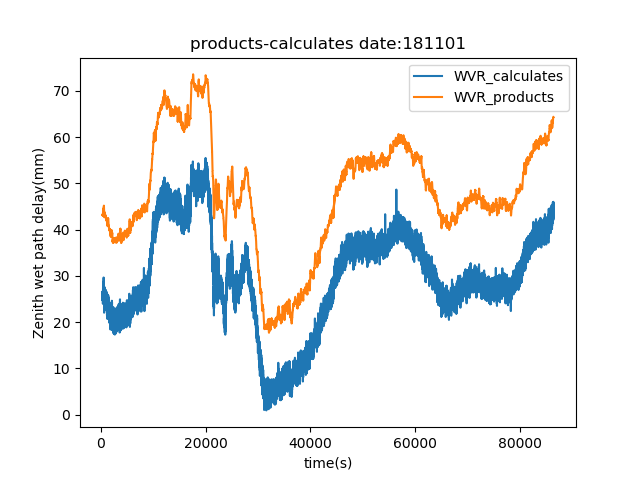 products-calculates date:181101
WVR_calculates
WVR_products
Zenith wet path delay(mm)
70
60
50
40
30
20
10
0
0 20000 40000 60000 80000
time(s)